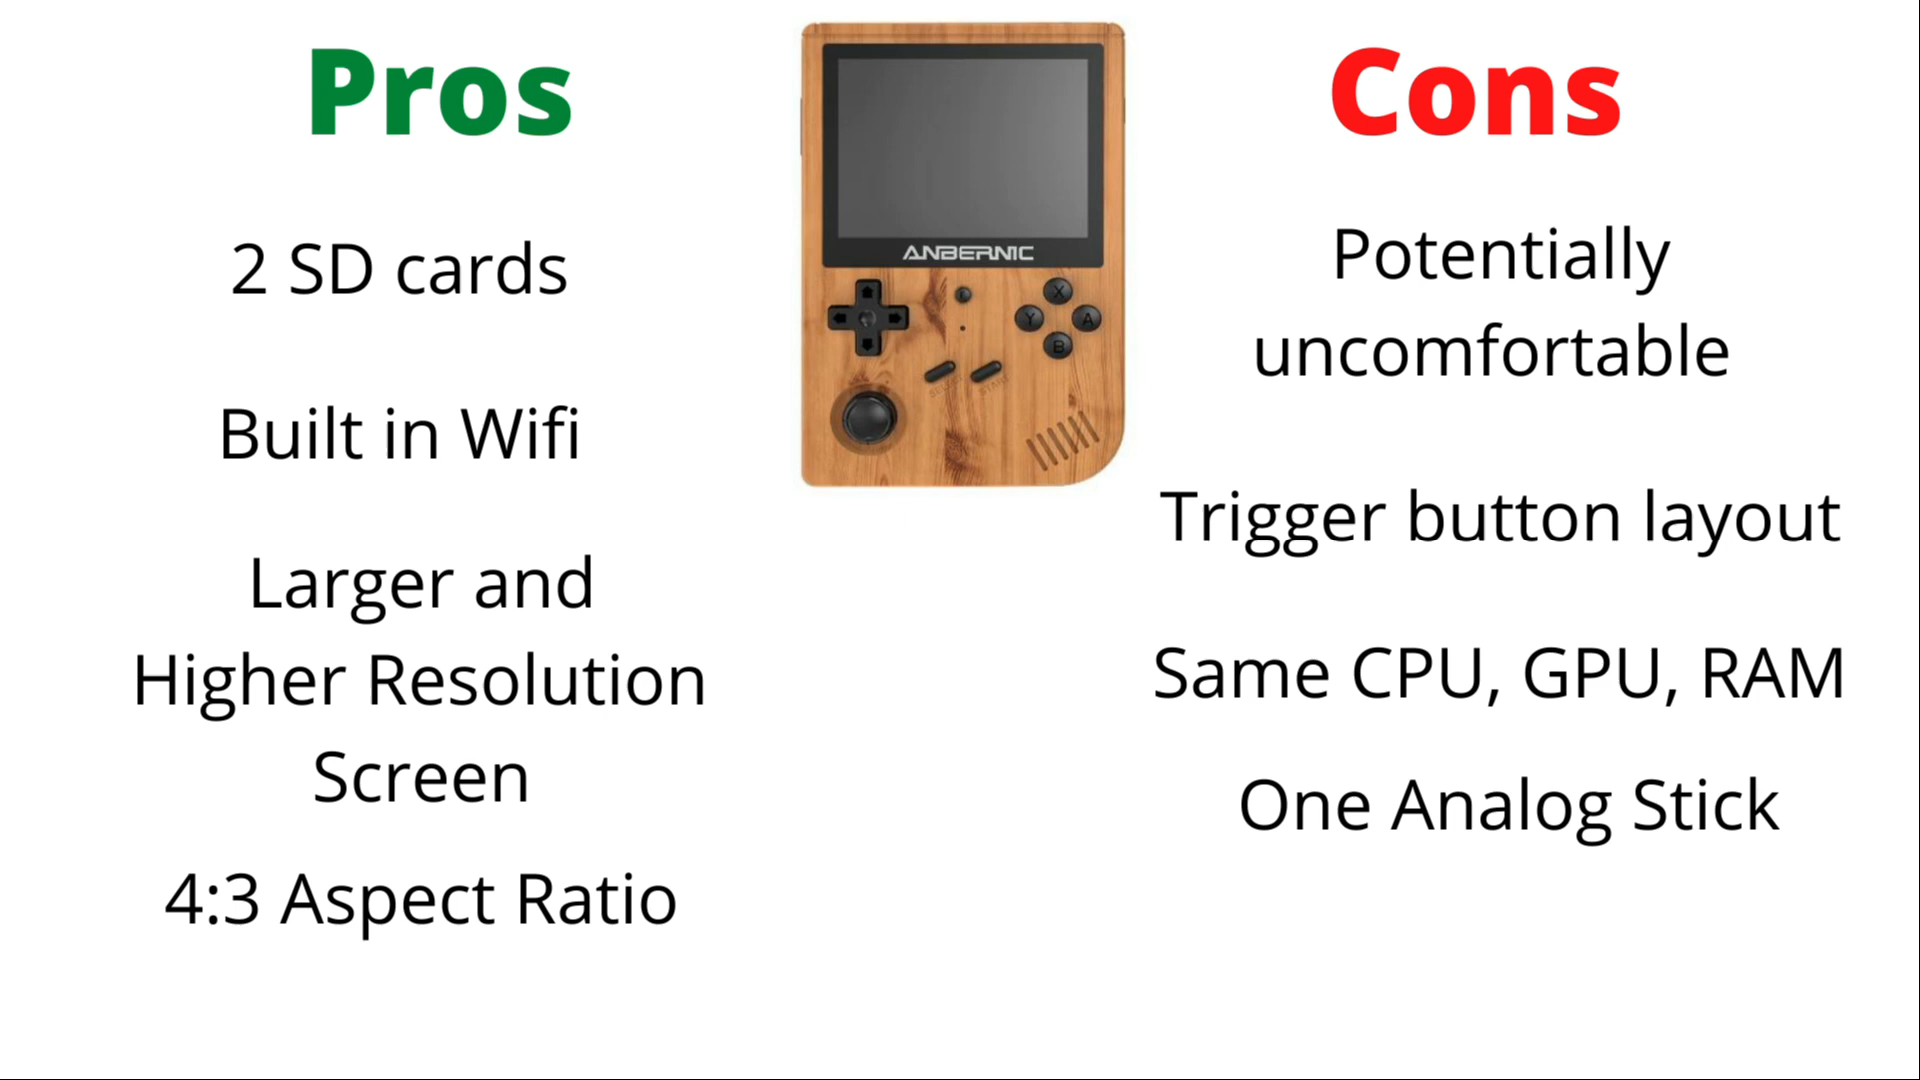 Pros
2 SD cards
Built in Wifi
Larger and
Higher Resolution
Screen
4:3 Aspect Ratio
ANBERNIC
X
Y
A
B
START
Cons
Potentially
uncomfortable
Trigger button layout
Same CPU, GPU, RAM
One Analog Stick